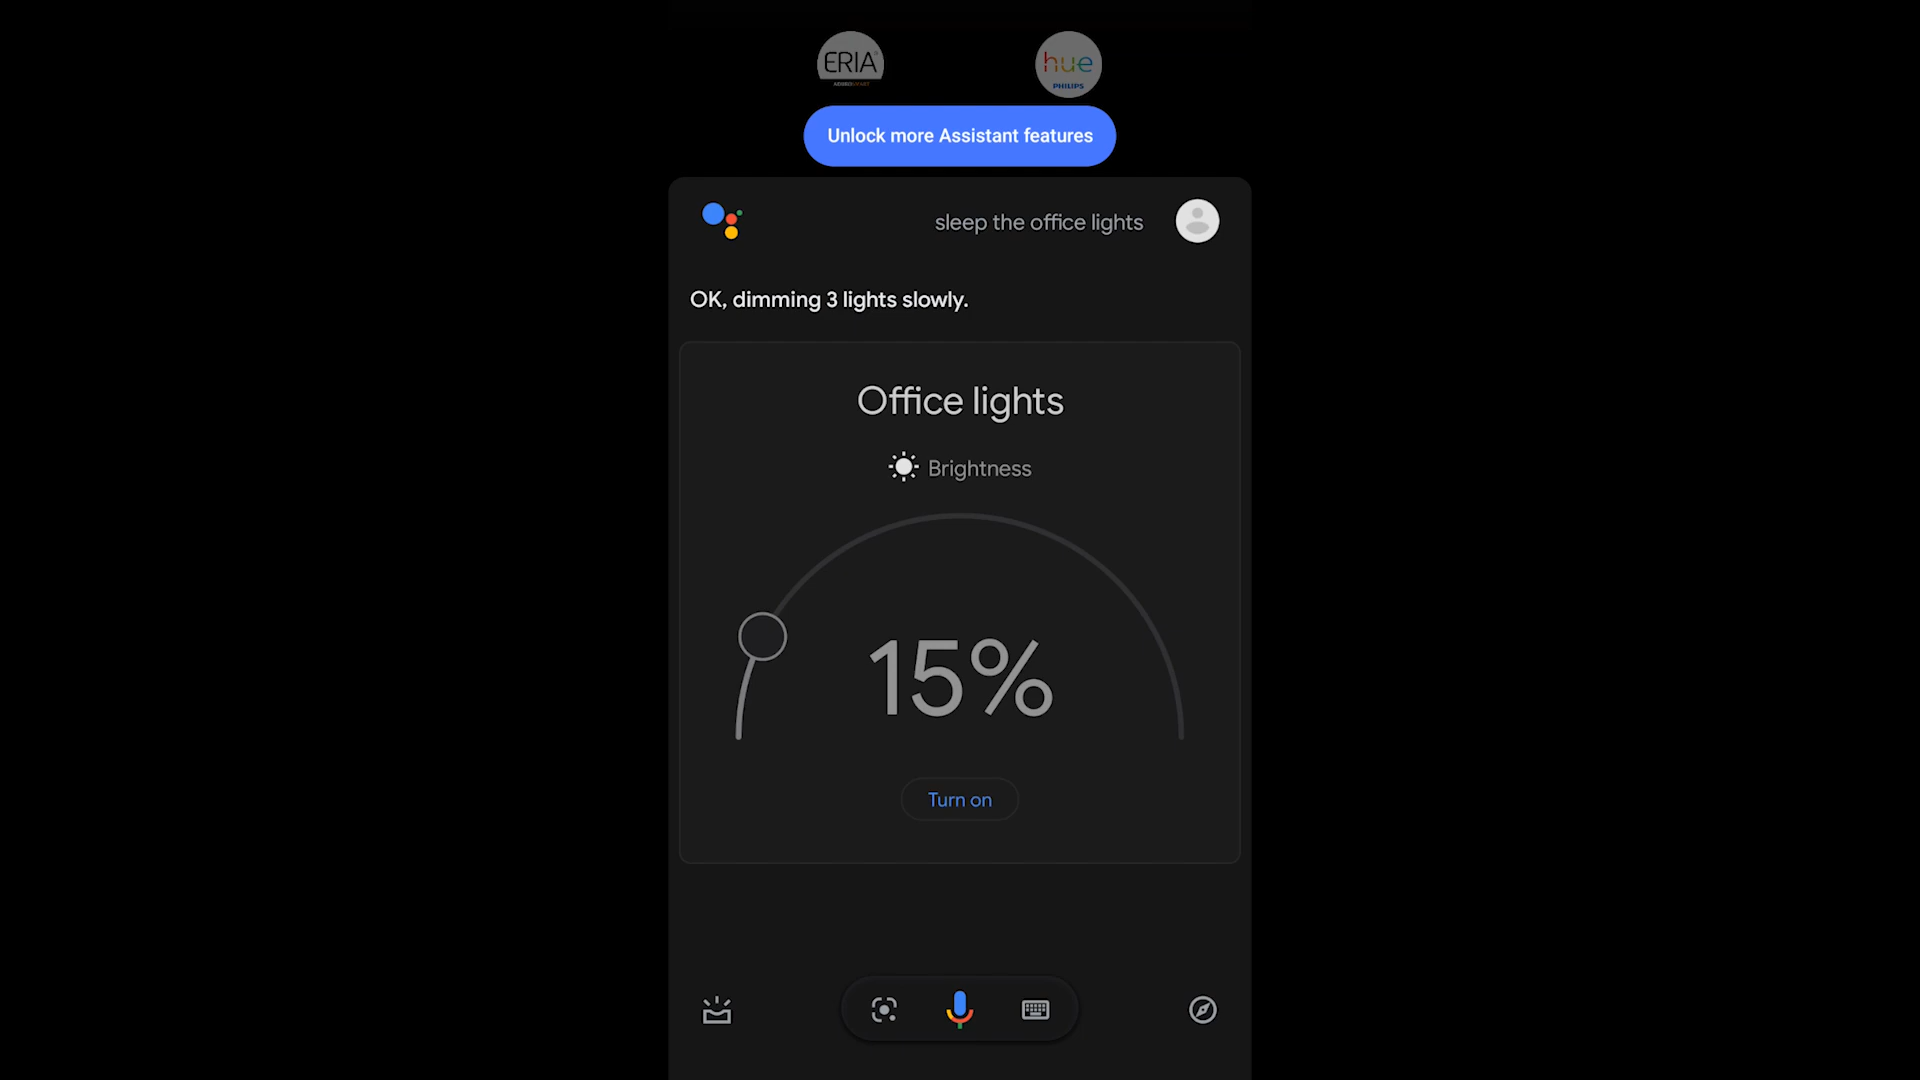 ERIA
hue
PHILIPS
Unlock more Assistant features
sleep the office lights
OK, dimming 3 lights slowly.
Office lights
Brightness
15%
Turn on